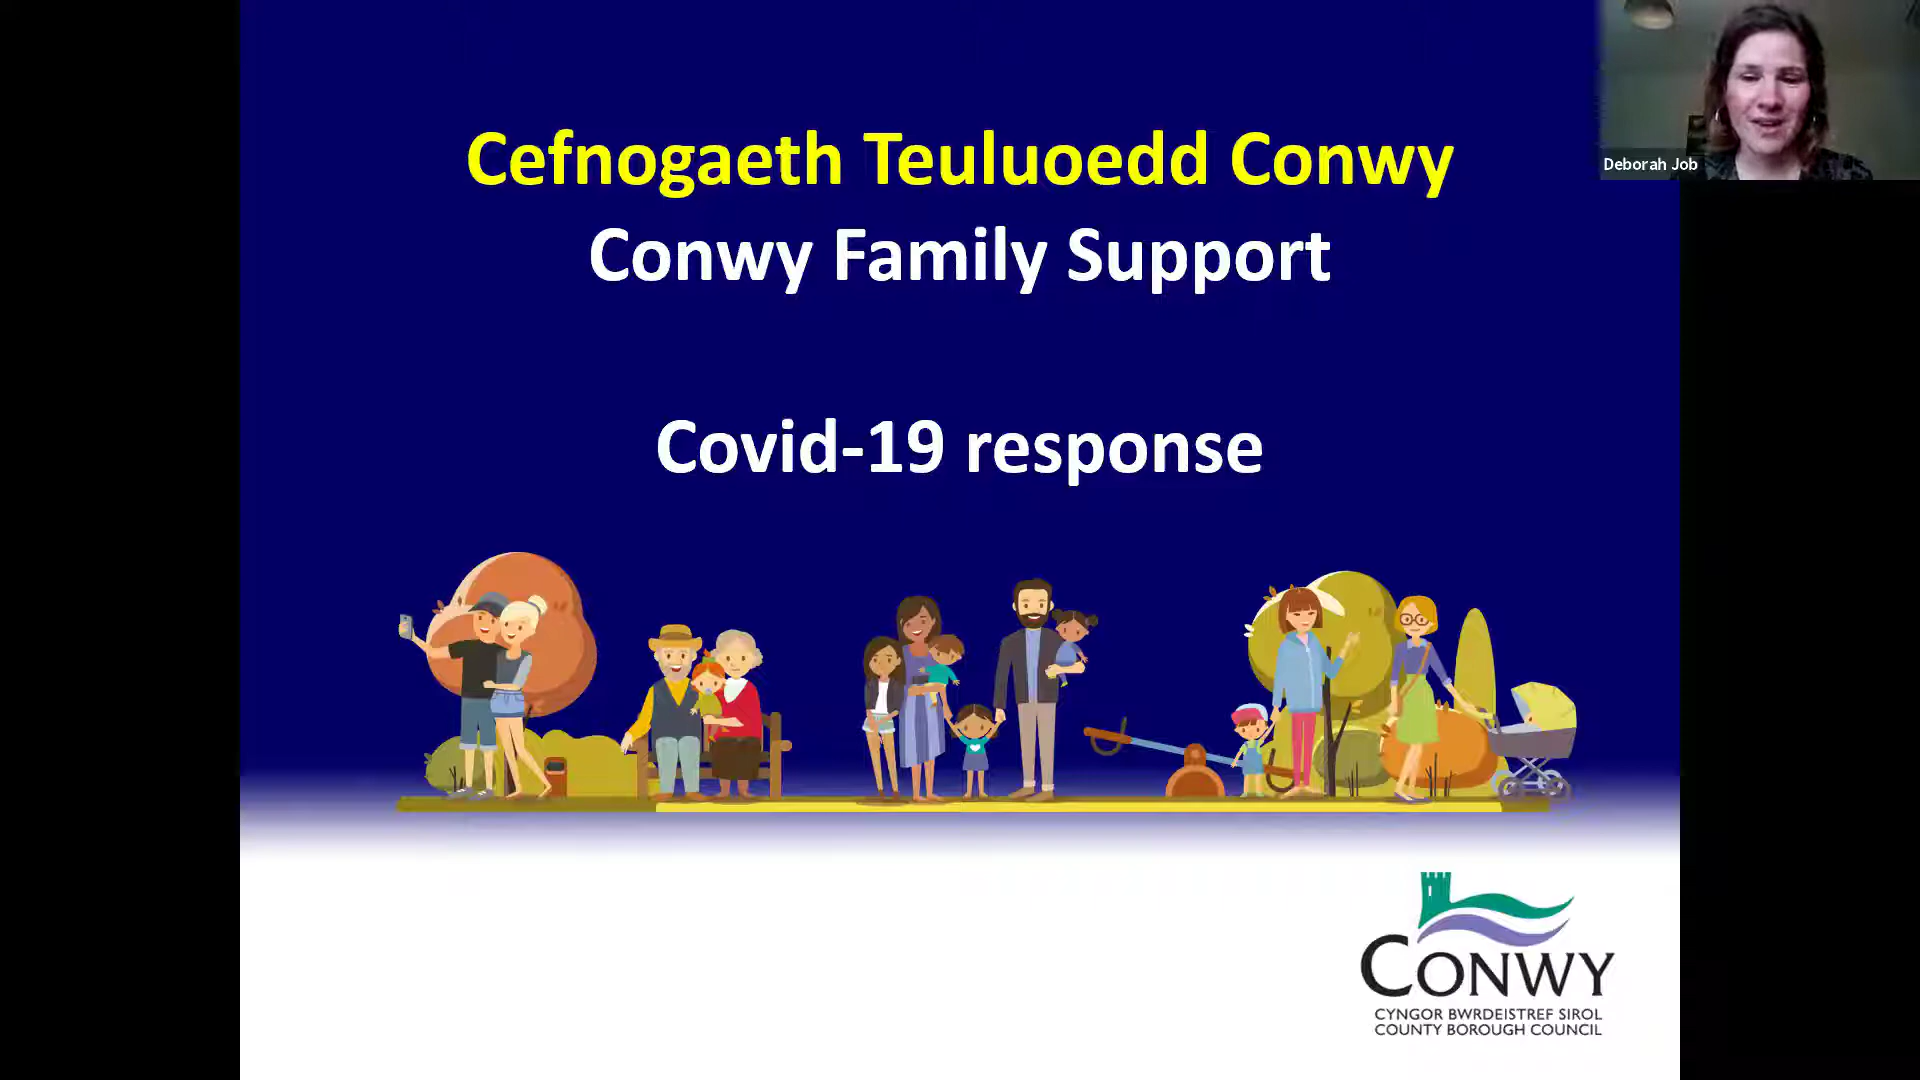 Cefnogaeth Teuluoedd Conwy
Conwy Family Support
Covid-19 response
Deborah Job
CONWY
CYNGOR BWRDEISTREF SIROL
COUNTY BOROUGH COUNCIL